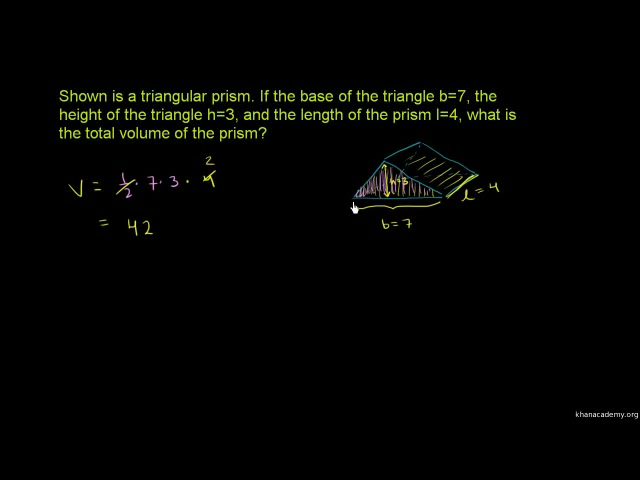 Shown is a triangular prism. If the base of the triangle b=7, the
height of the triangle h=3, and the length of the prism l=4, what is
the total volume of the prism?
2
V = 1/2 · 7 · 3 · 4
= 42
h=3
l = 4
b = 7
khanacademy.org